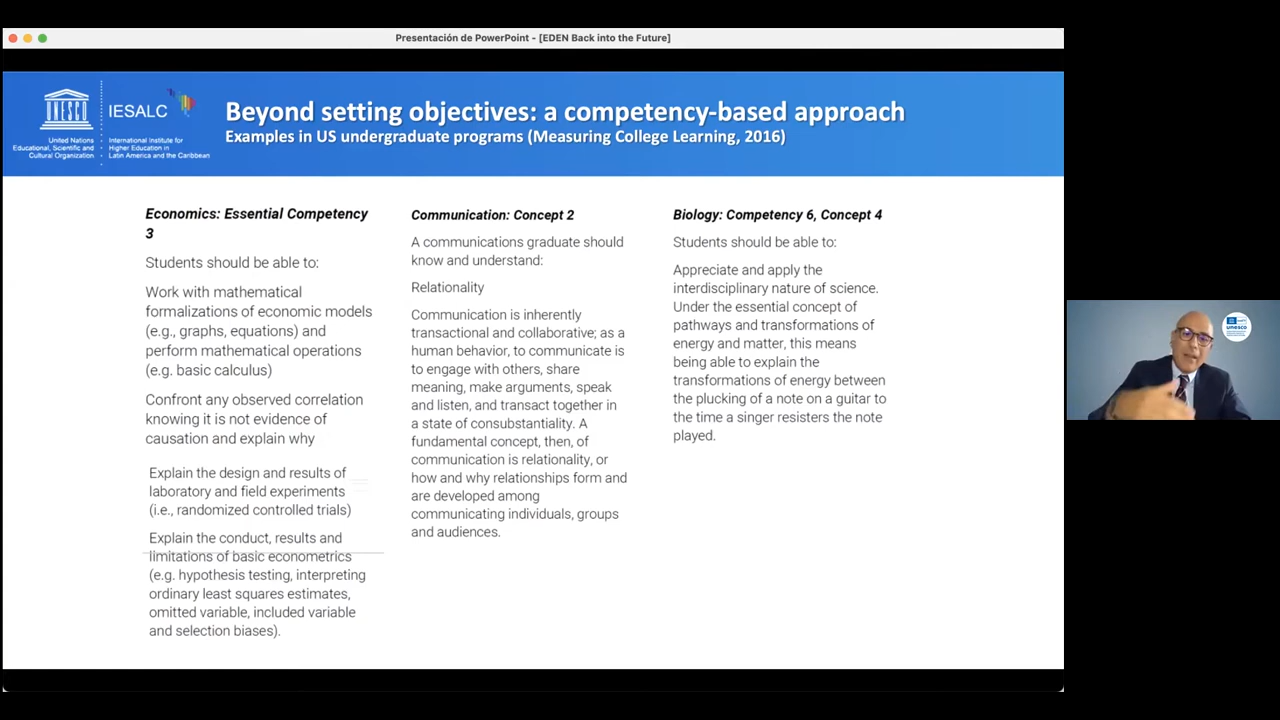 Presentación de PowerPoint - [EDEN Back into the Future]
UNESCO
United Nations
Educational, Scientific and
Cultural Organization
IESALC
International Institute for
Higher Education in
Latin America and the Caribbean
Beyond setting objectives: a competency-based approach
Examples in US undergraduate programs (Measuring College Learning, 2016)
Economics: Essential Competency
3
Students should be able to:
Work with mathematical
formalizations of economic models
(e.g., graphs, equations) and
perform mathematical operations
(e.g. basic calculus)
Confront any observed correlation
knowing it is not evidence of
causation and explain why
Explain the design and results of
laboratory and field experiments
(i.e., randomized controlled trials)
Explain the conduct, results and
limitations of basic econometrics
(e.g. hypothesis testing, interpreting
ordinary least squares estimates,
omitted variable, included variable
and selection biases).
Communication: Concept 2
A communications graduate should
know and understand:
Relationality
Communication is inherently
transactional and collaborative; as a
human behavior, to communicate is
to engage with others, share
meaning, make arguments, speak
and listen, and transact together in
a state of consubstantiality. A
fundamental concept, then, of
communication is relationality, or
how and why relationships form and
are developed among
communicating individuals, groups
and audiences.
Biology: Competency 6, Concept 4
Students should be able to:
Appreciate and apply the
interdisciplinary nature of science.
Under the essential concept of
pathways and transformations of
energy and matter, this means
being able to explain the
transformations of energy between
the plucking of a note on a guitar to
the time a singer resisters the note
played.
unesco